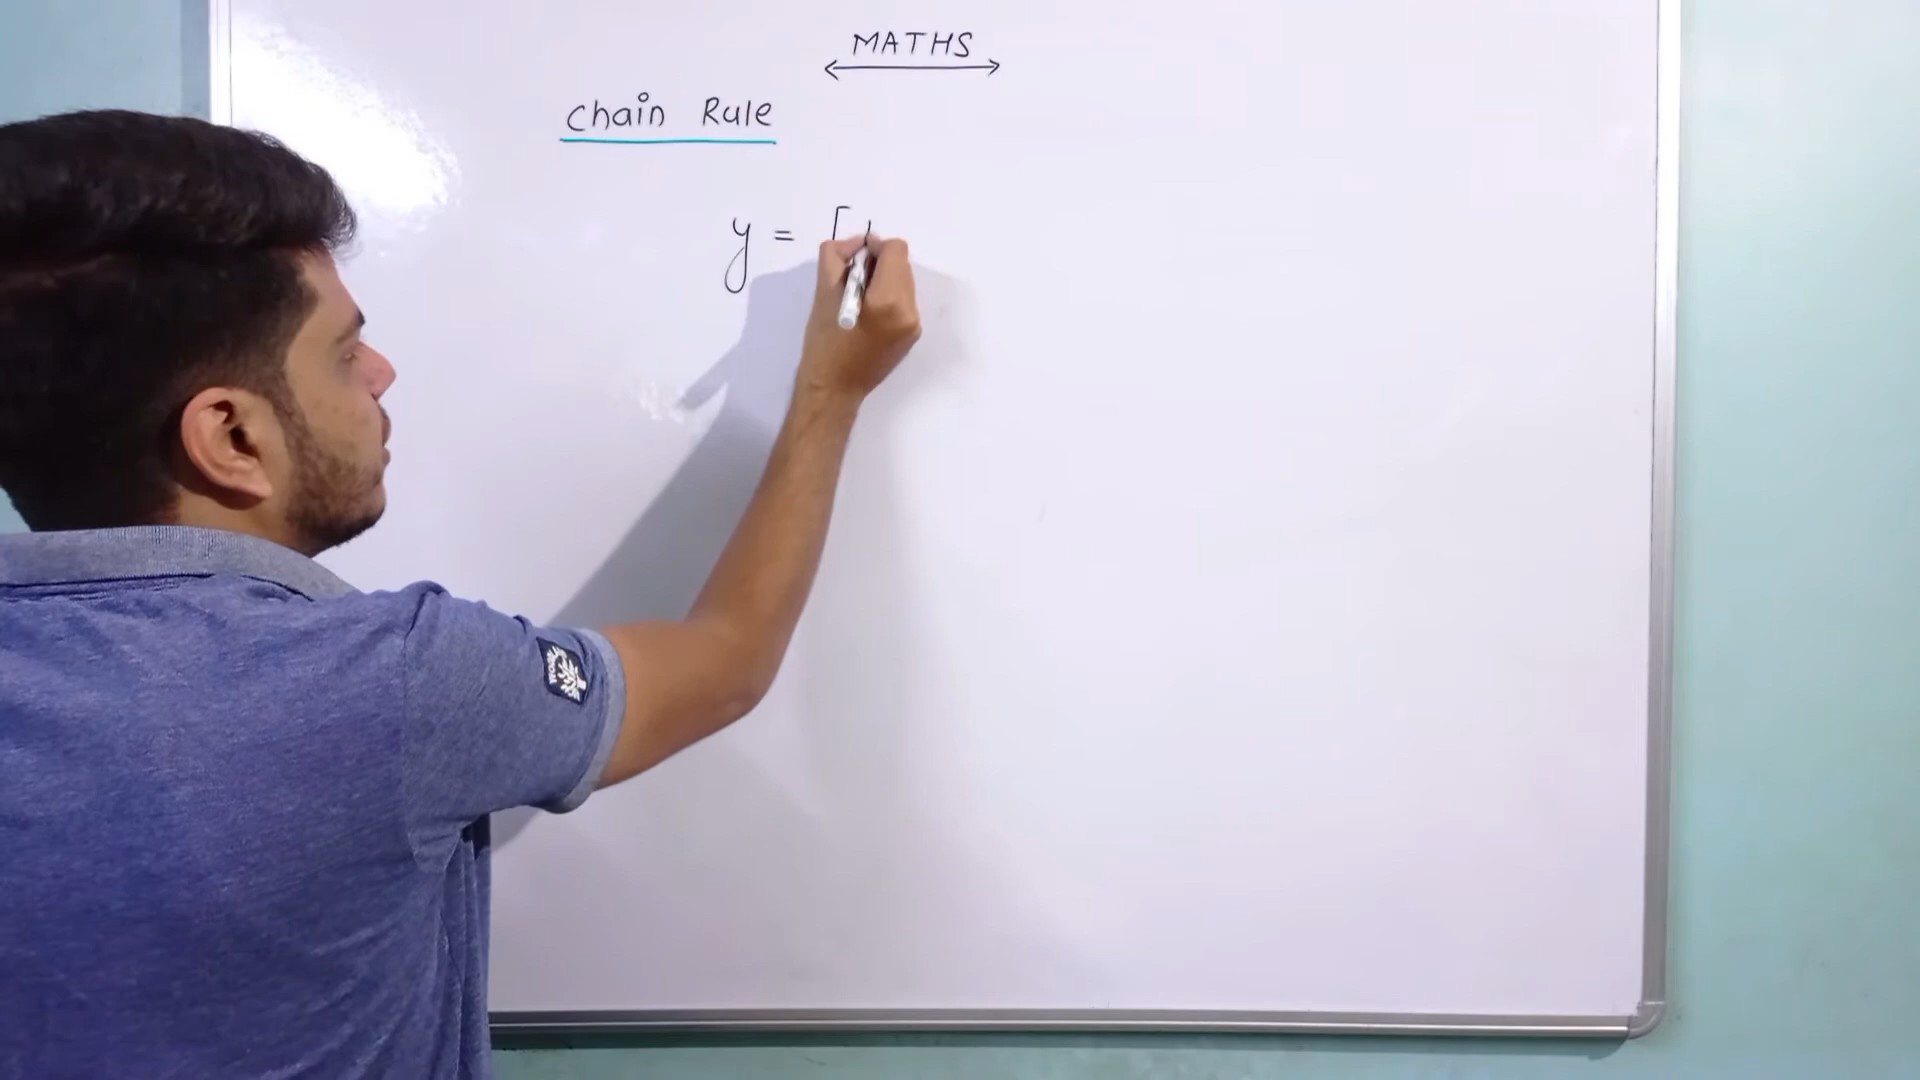 MATHS
Chain Rule
y = [